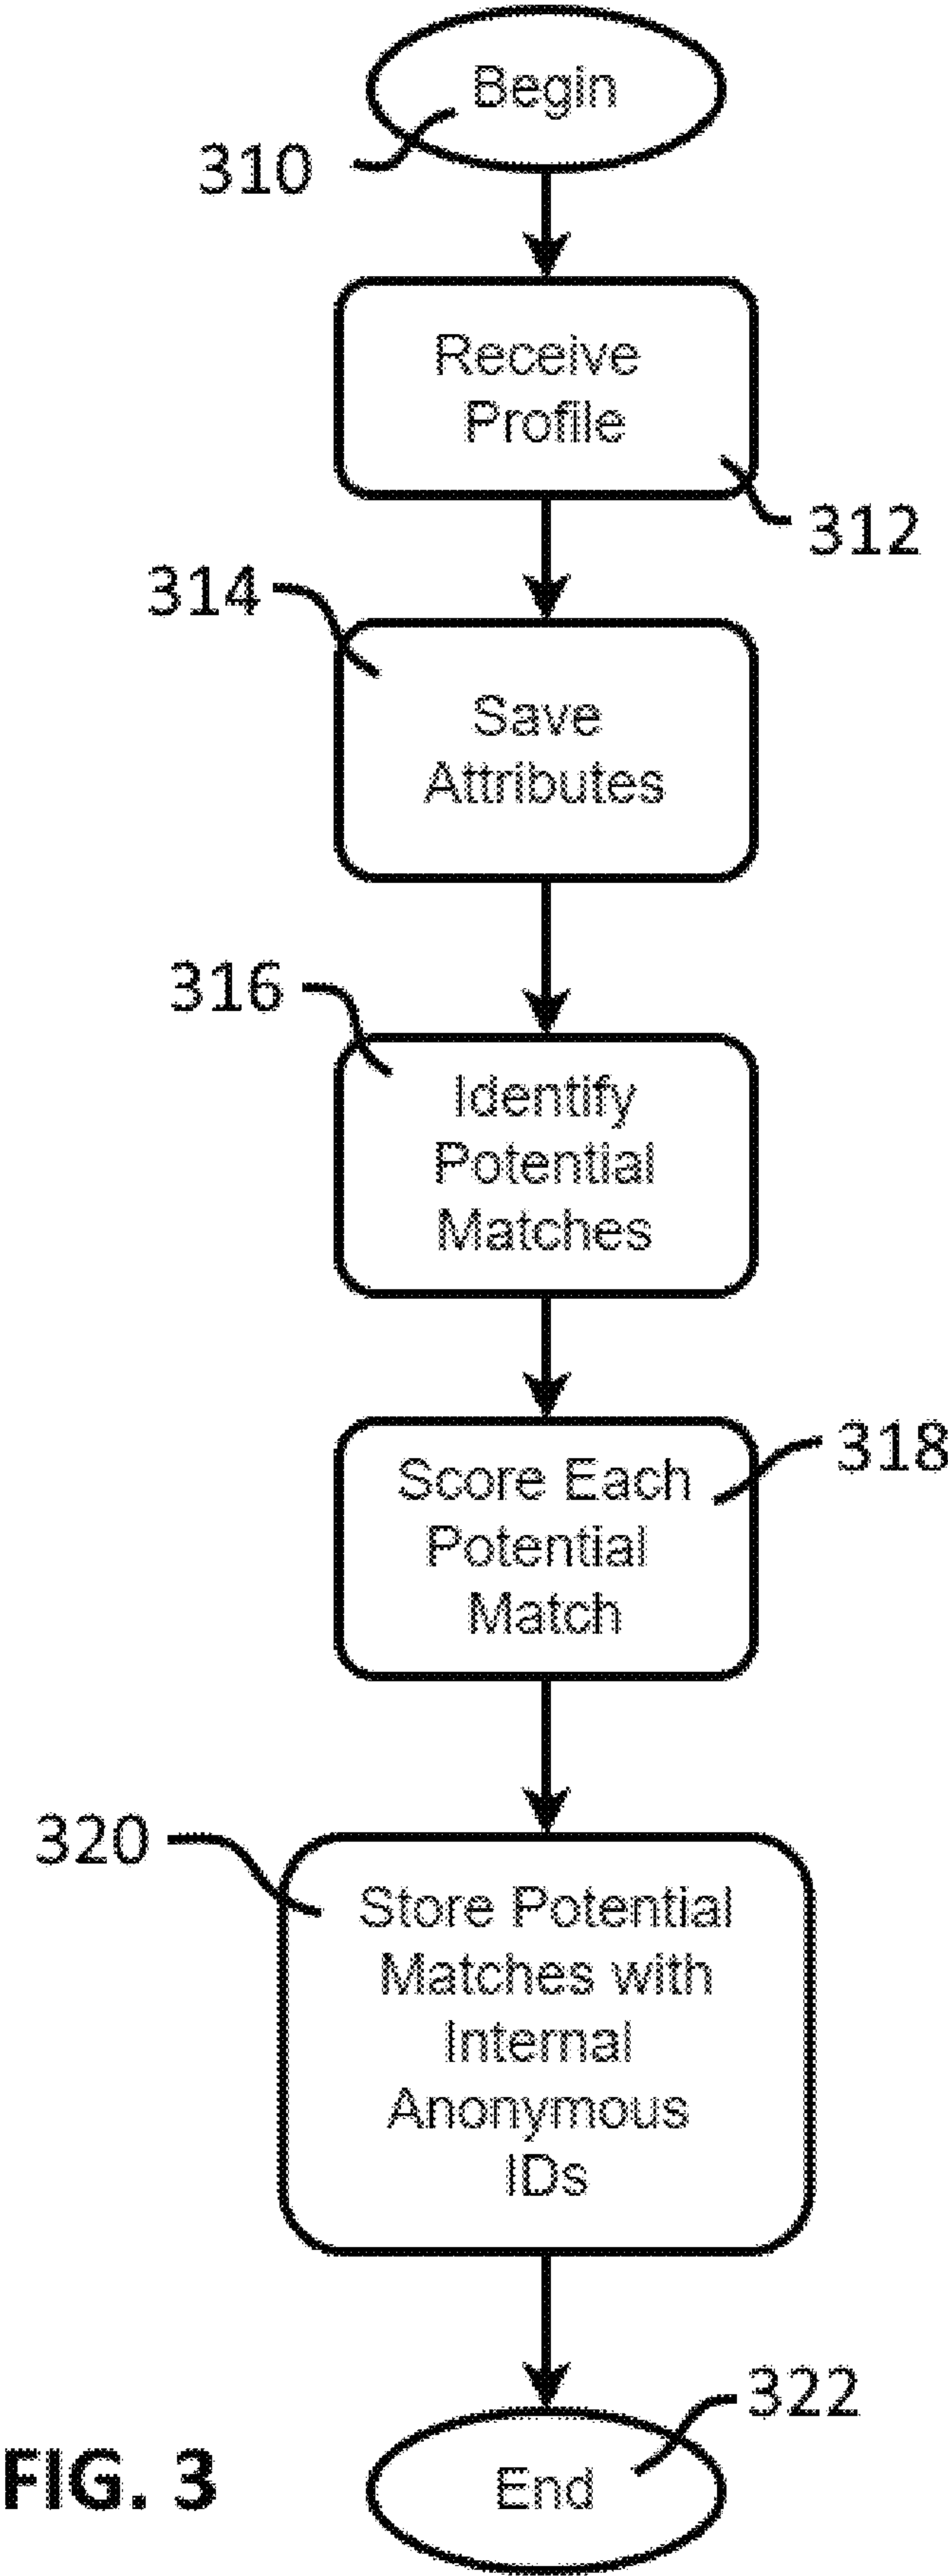 Begin
310
Receive
Profile
312
314
Save
Attributes
316
Identify
Potential
Matches
318
Score Each
Potential
Match
320
Store Potential
Matches with
Internal
Anonymous
IDs
322
End
FIG. 3